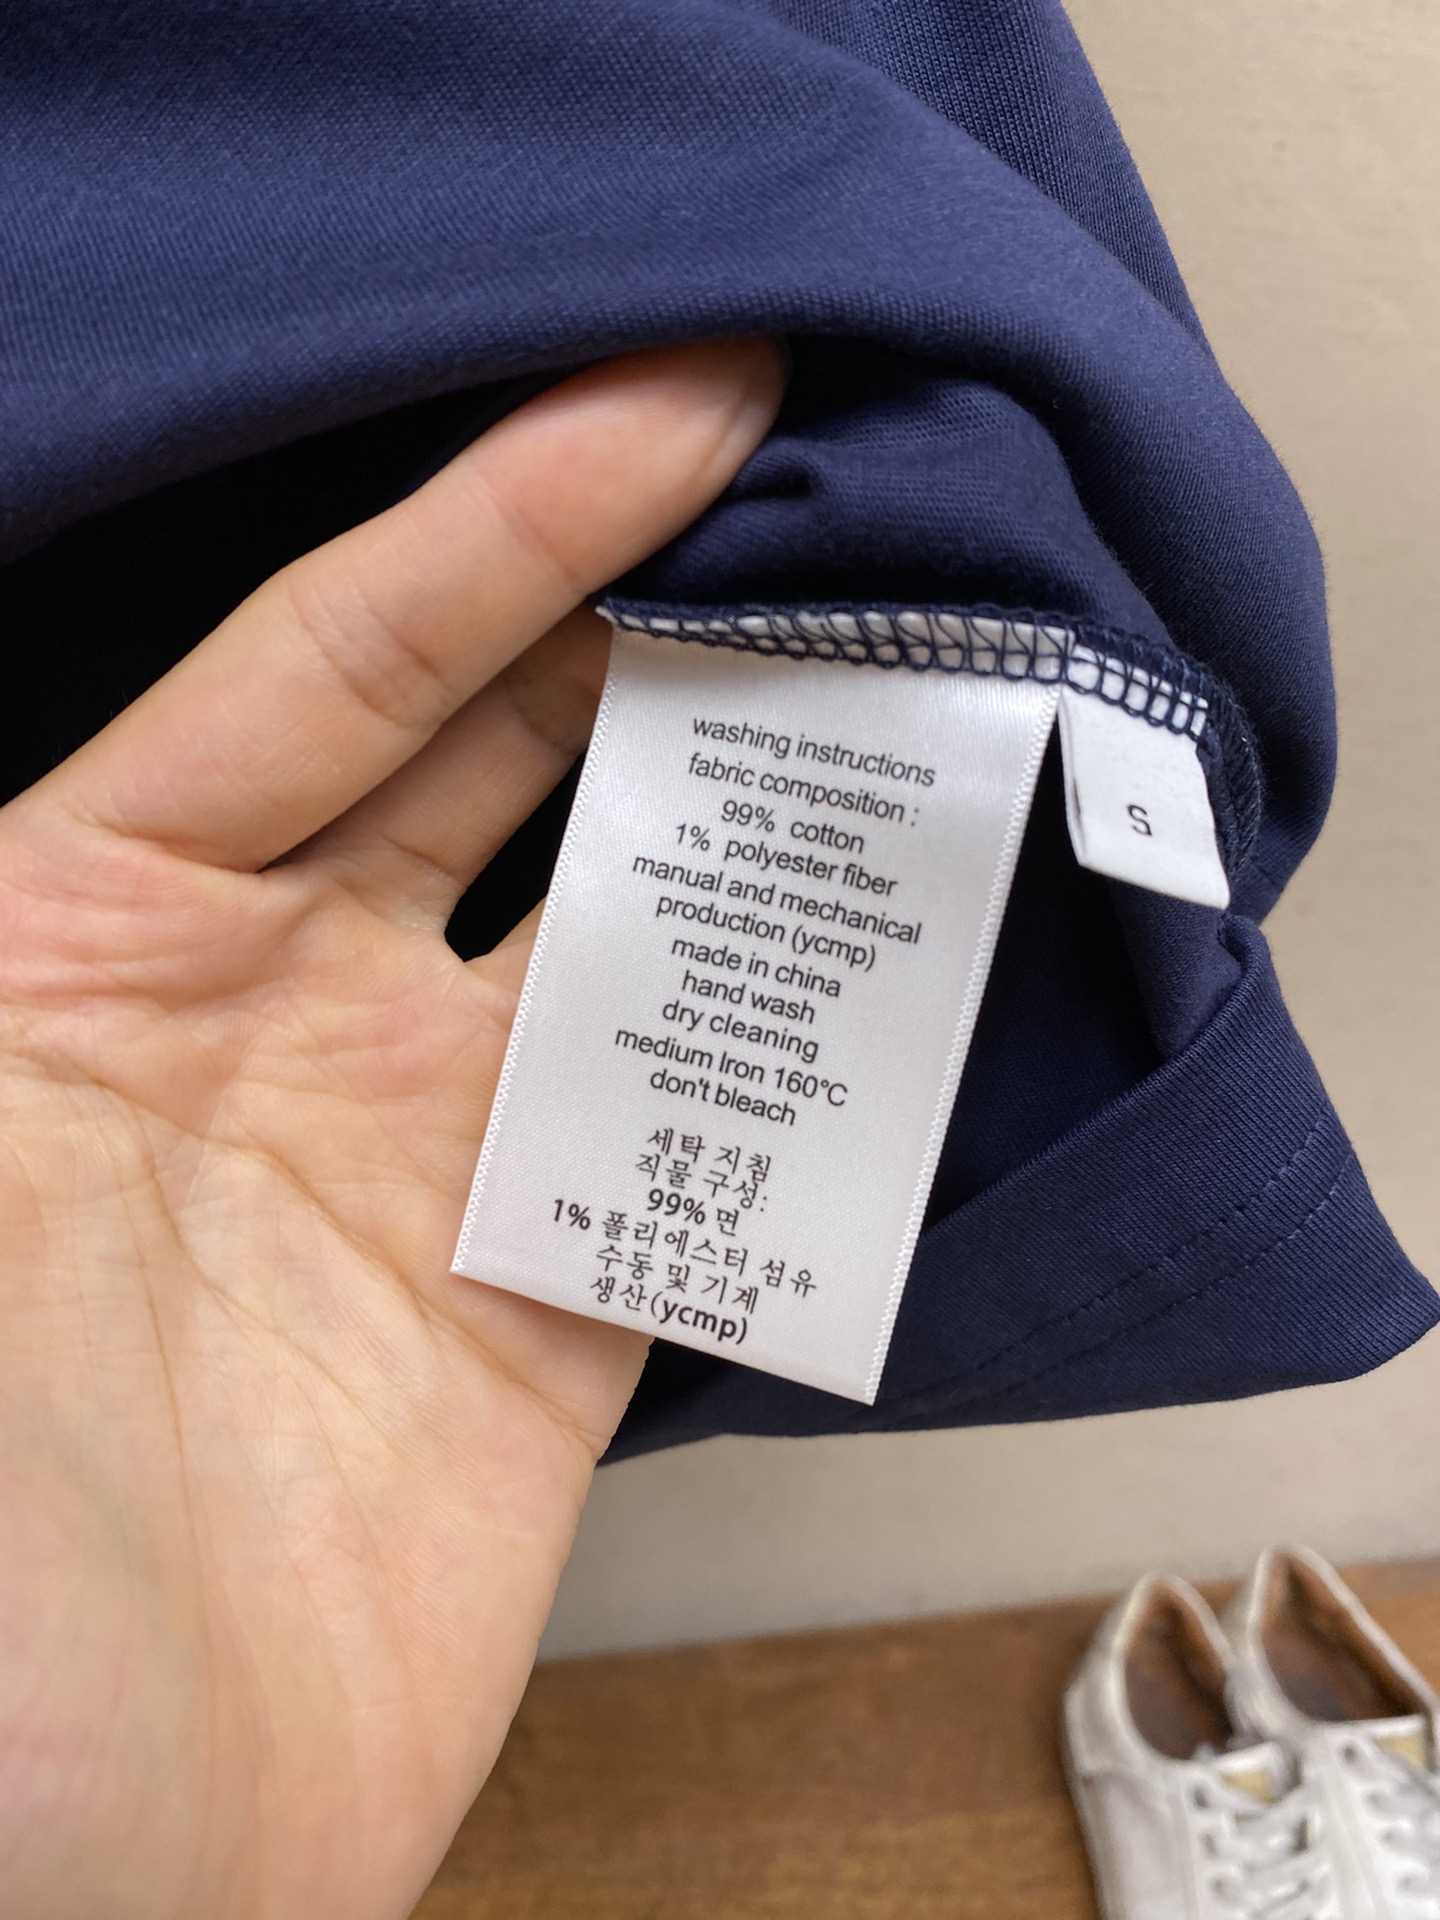 washing instructions
fabric composition :
99% cotton
1% polyester fiber
manual and mechanical
production (ycmp)
made in china
hand wash
dry cleaning
medium Iron 160°C
don't bleach
세탁 지침
직물 구성:
99% 면
1% 폴리에스터 섬유
수동 및 기계
생산(ycmp)
S